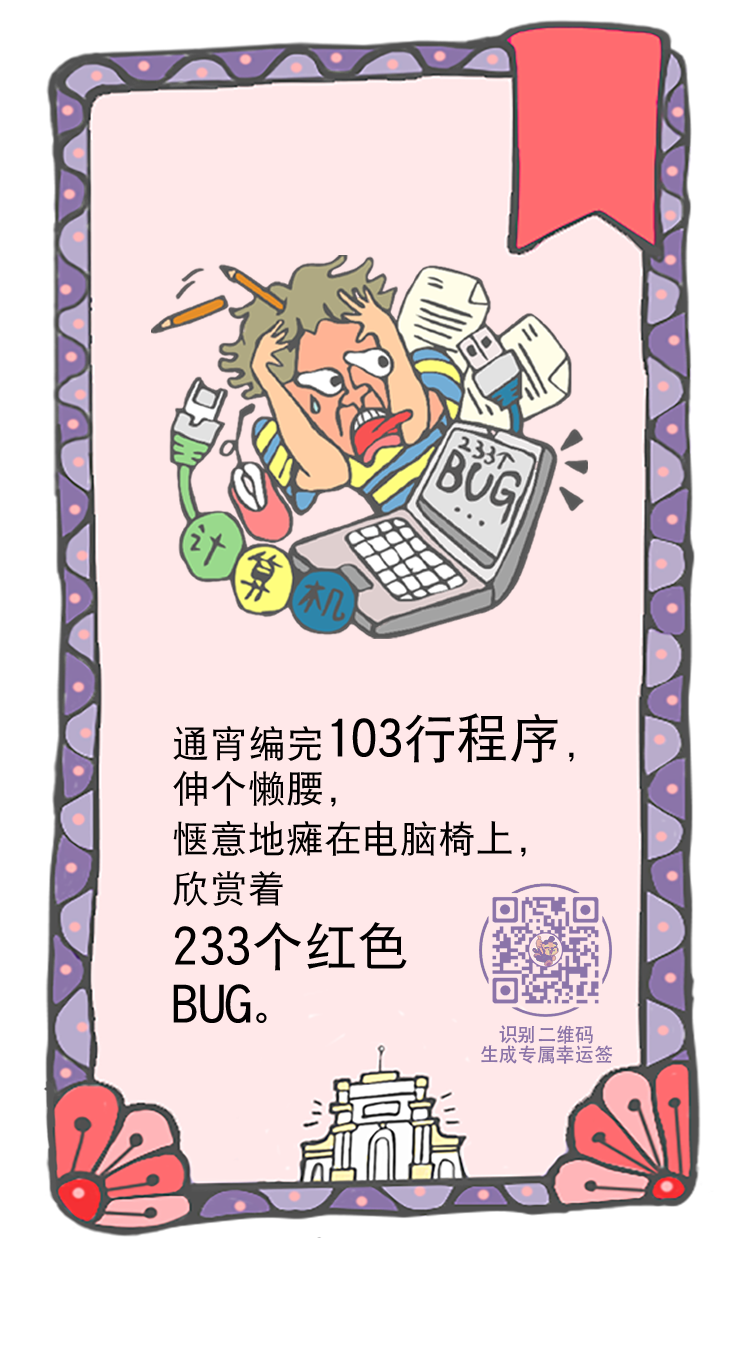 233个
BUG
...
计
算
机
通宵编完103行程序，
伸个懒腰，
惬意地瘫在电脑椅上，
欣赏着
233个红色
BUG。
识别二维码
生成专属幸运签